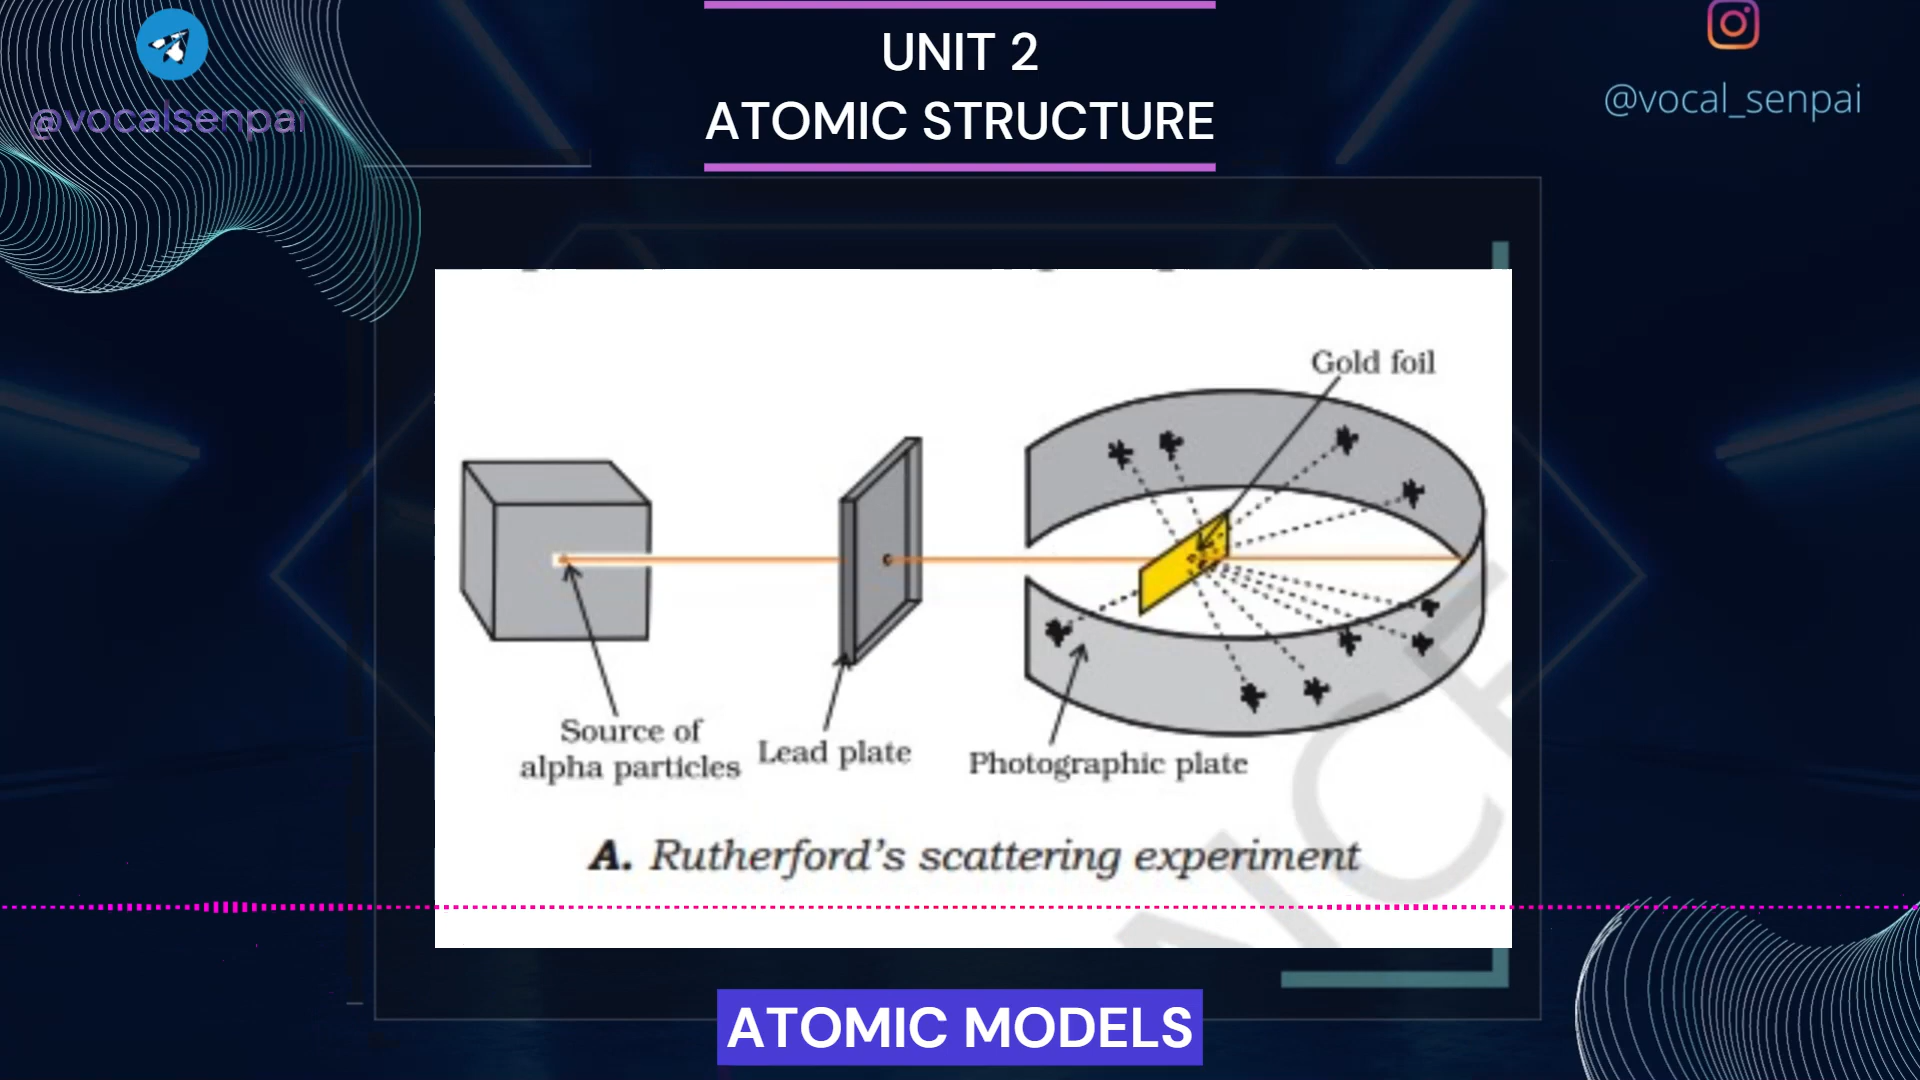 UNIT 2
ATOMIC STRUCTURE
@vocalsenpai
@vocal_senpai
Gold foil
Source of
alpha particles
Lead plate
Photographic plate
A. Rutherford's scattering experiment
ATOMIC MODELS